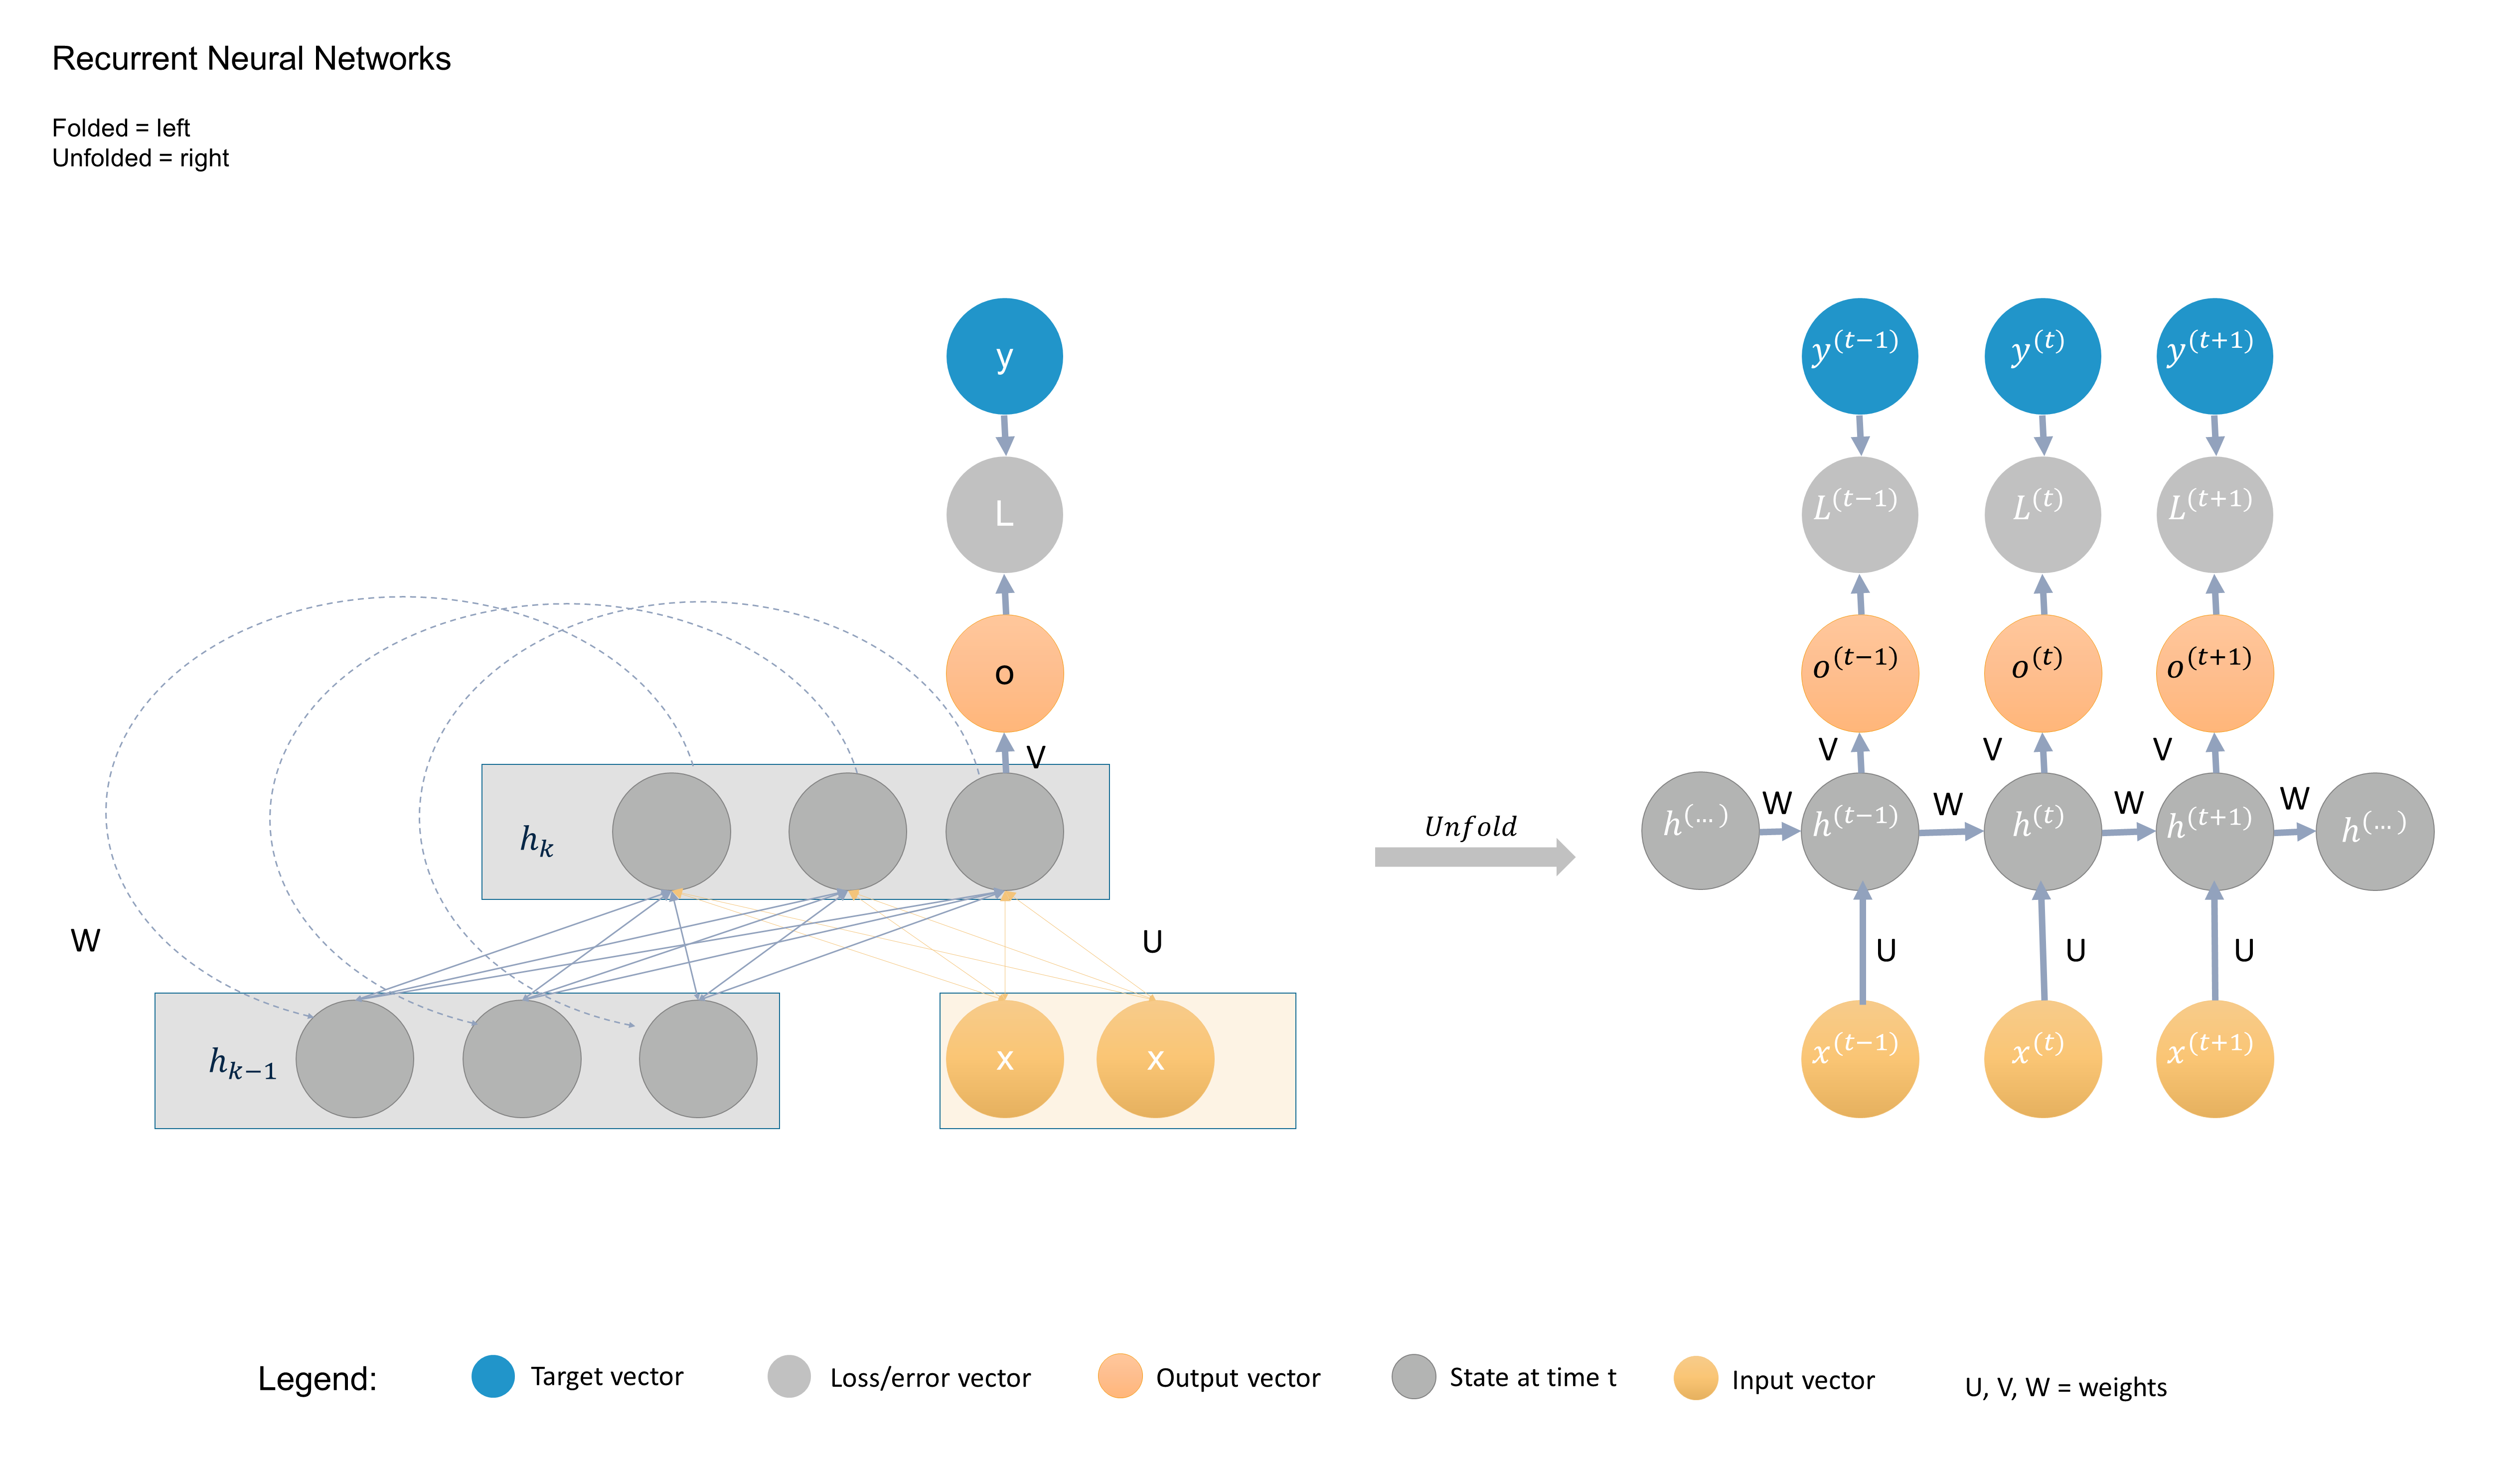 Recurrent Neural Networks
Folded = left
Unfolded = right
y
L
o
V
h_k
W
U
h_{k−1}
x x
Unfold
y^{(t−1)} y^{(t)} y^{(t+1)}
L^{(t−1)} L^{(t)} L^{(t+1)}
o^{(t−1)} o^{(t)} o^{(t+1)}
V V V
W W W W
h^{(…)} h^{(t−1)} h^{(t)} h^{(t+1)} h^{(…)}
U U U
x^{(t−1)} x^{(t)} x^{(t+1)}
Legend: Target vector Loss/error vector Output vector State at time t Input vector U, V, W = weights